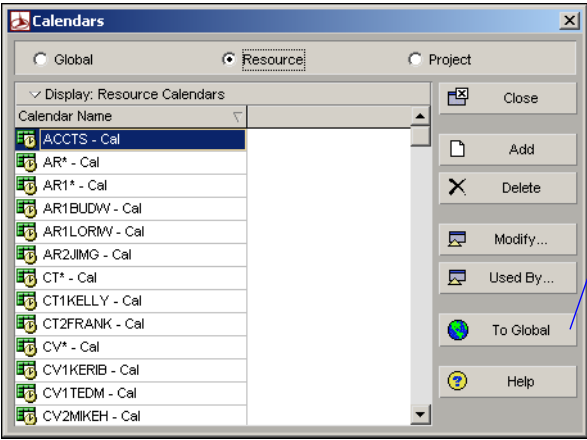 Calendars
Global Resource Project
Display: Resource Calendars
Calendar Name
ACCTS - Cal
AR* - Cal
AR1* - Cal
AR1BUDW - Cal
AR1LORIW - Cal
AR2JIMG - Cal
CT* - Cal
CT1KELLY - Cal
CT2FRANK - Cal
CV* - Cal
CV1KERIB - Cal
CV1TEDM - Cal
CV2MIKEH - Cal
Close
Add
Delete
Modify...
Used By...
To Global
Help